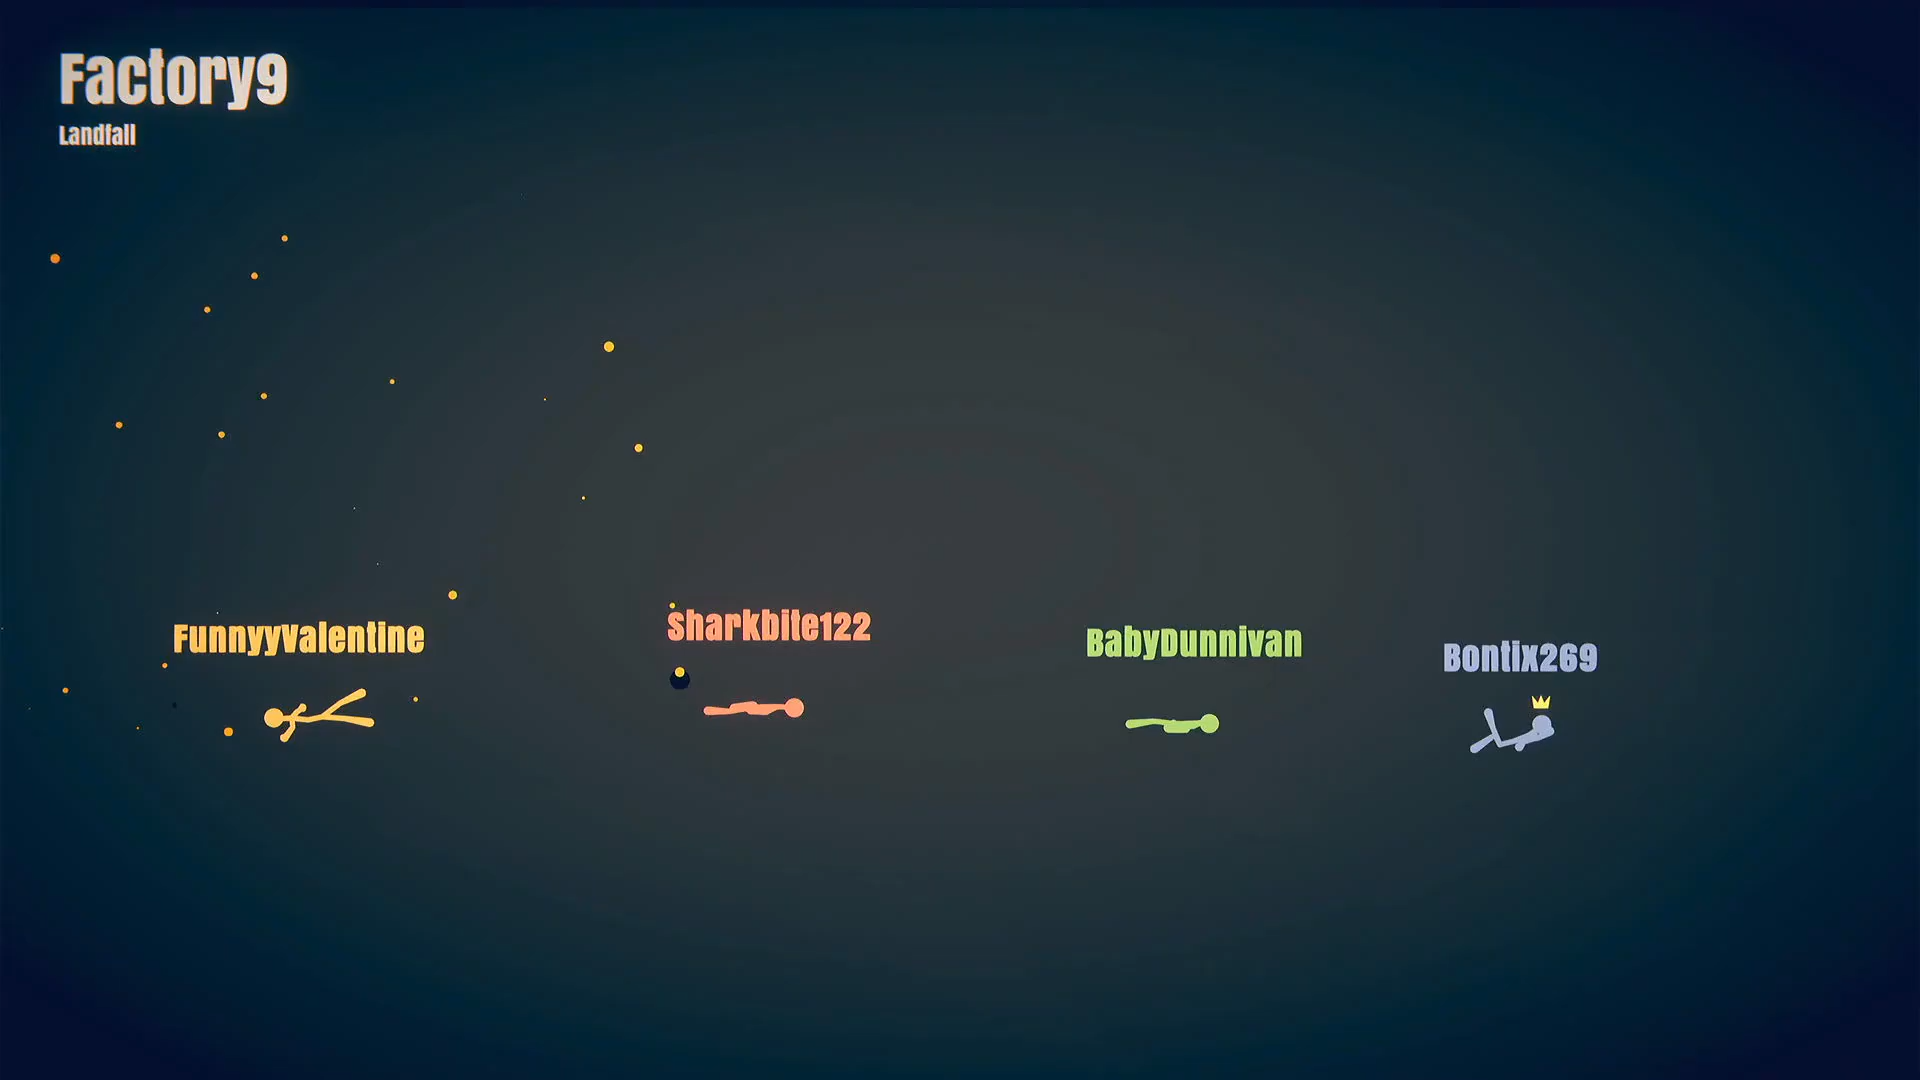 Factory9
Landfall
FunnyyValentine
Sharkbite122
BabyDunnivan
Bontix269